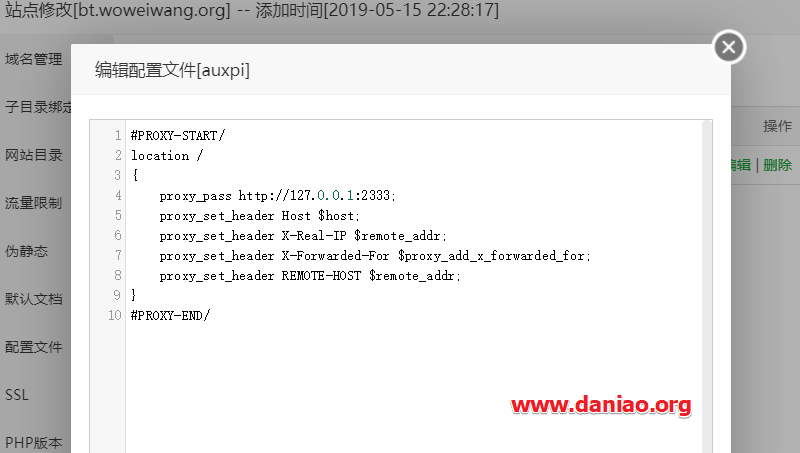 站点修改[bt.woweiwang.org] -- 添加时间[2019-05-15 22:28:17]
域名管理
子目录绑定
网站目录
流量限制
伪静态
默认文档
配置文件
SSL
PHP版本
编辑配置文件[auxpi]
操作
编辑 | 删除
1 #PROXY-START/
2 location /
3 {
4     proxy_pass http://127.0.0.1:2333;
5     proxy_set_header Host $host;
6     proxy_set_header X-Real-IP $remote_addr;
7     proxy_set_header X-Forwarded-For $proxy_add_x_forwarded_for;
8     proxy_set_header REMOTE-HOST $remote_addr;
9 }
10 #PROXY-END/
www.daniao.org